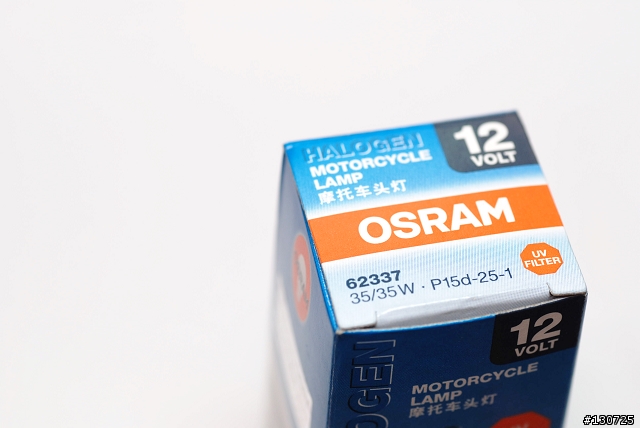 HALOGEN
MOTORCYCLE
LAMP
摩托车头灯
12
VOLT
OSRAM
62337
35/35W · P15d-25-1
UV
FILTER
12
VOLT
MOTORCYCLE
LAMP
摩托车头灯
#130725